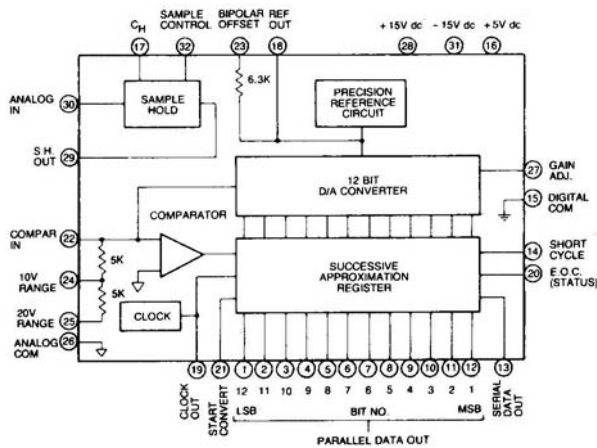 C_H
SAMPLE CONTROL
BIPOLAR OFFSET
REF OUT
+15V dc
-15V dc
+5V dc
17
32
23
18
28
31
16
6.3K
ANALOG IN
30
SAMPLE HOLD
PRECISION REFERENCE CIRCUIT
S.H. OUT
29
12 BIT D/A CONVERTER
27
GAIN ADJ.
15
DIGITAL COM
COMPARATOR
COMPAR IN
22
5K
SUCCESSIVE APPROXIMATION REGISTER
14
SHORT CYCLE
20
E.O.C. (STATUS)
10V RANGE
24
5K
20V RANGE
25
CLOCK
ANALOG COM
26
19
21
1
2
3
4
5
6
7
8
9
10
11
12
13
CLOCK OUT
START CONVERT
12
11
10
9
8
7
6
5
4
3
2
1
SERIAL DATA OUT
LSB
BIT NO.
MSB
PARALLEL DATA OUT